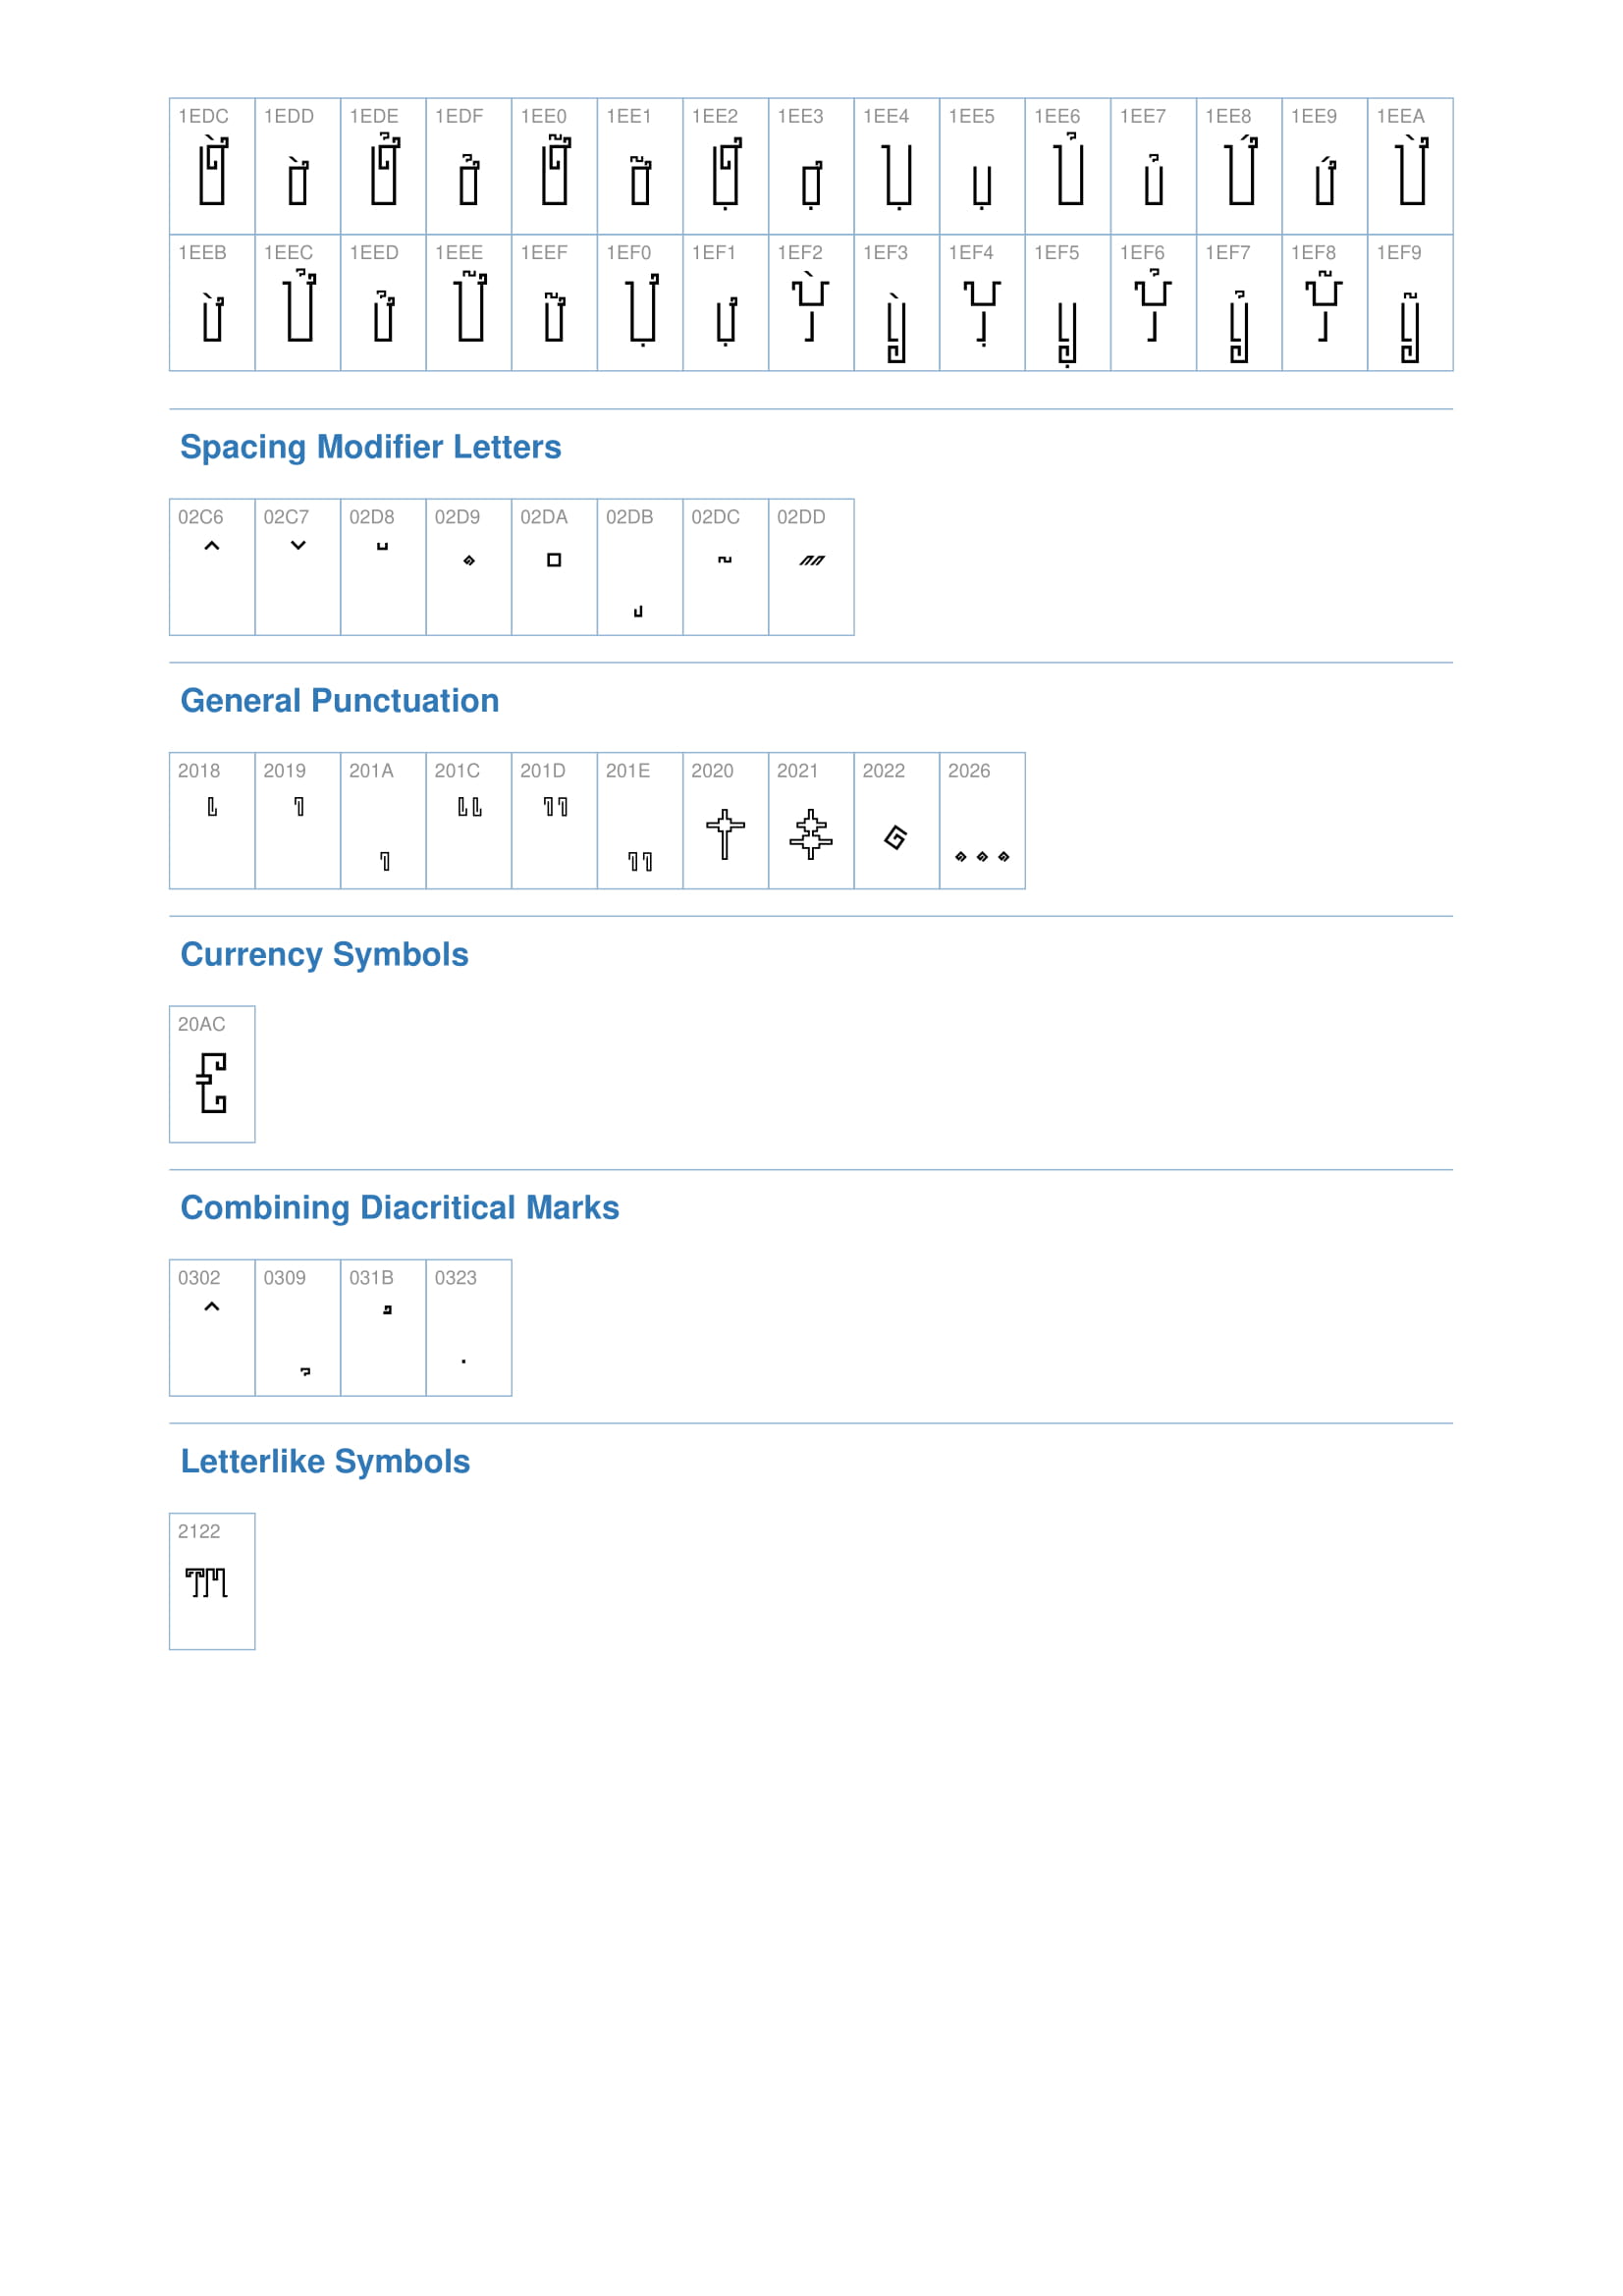 1EDC 1EDD 1EDE 1EDF 1EE0 1EE1 1EE2 1EE3 1EE4 1EE5 1EE6 1EE7 1EE8 1EE9 1EEA
Ờ ờ Ở ở Ỡ ỡ Ợ ợ Ụ ụ Ủ ủ Ứ ứ Ừ
1EEB 1EEC 1EED 1EEE 1EEF 1EF0 1EF1 1EF2 1EF3 1EF4 1EF5 1EF6 1EF7 1EF8 1EF9
ừ Ử ử Ữ ữ Ự ự Ỳ ỳ Ỵ ỵ Ỷ ỷ Ỹ ỹ
Spacing Modifier Letters
02C6 02C7 02D8 02D9 02DA 02DB 02DC 02DD
ˆ ˇ ˘ ˙ ˚ ˛ ˜ ˝
General Punctuation
2018 2019 201A 201C 201D 201E 2020 2021 2022 2026
‘ ’ ‚ “ ” „ † ‡ • …
Currency Symbols
20AC
€
Combining Diacritical Marks
0302 0309 031B 0323
̂ ̉ ̛ ̣
Letterlike Symbols
2122
™